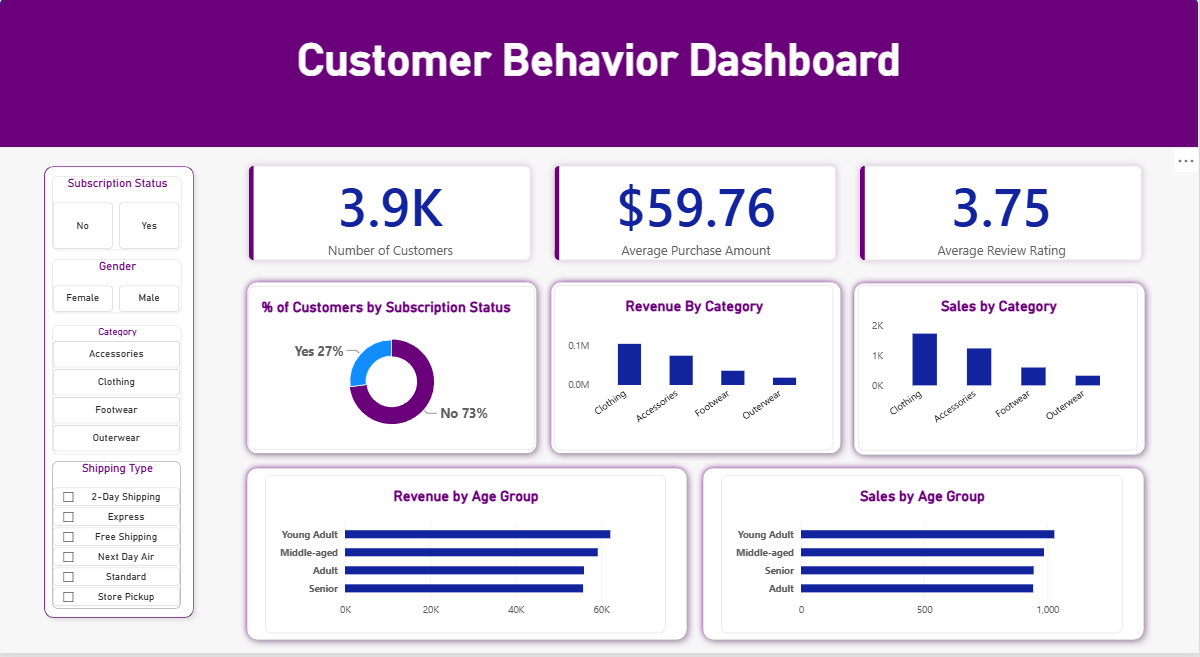 Customer Behavior Dashboard
Subscription Status
No Yes
Gender
Female Male
Category
Accessories
Clothing
Footwear
Outerwear
Shipping Type
2-Day Shipping
Express
Free Shipping
Next Day Air
Standard
Store Pickup
3.9K
Number of Customers
$59.76
Average Purchase Amount
3.75
Average Review Rating
% of Customers by Subscription Status
Yes 27%
No 73%
Revenue By Category
0.1M
0.0M
Clothing Accessories Footwear Outerwear
Sales by Category
2K
1K
0K
Clothing Accessories Footwear Outerwear
Revenue by Age Group
Young Adult
Middle-aged
Adult
Senior
0K 20K 40K 60K
Sales by Age Group
Young Adult
Middle-aged
Senior
Adult
0 500 1,000